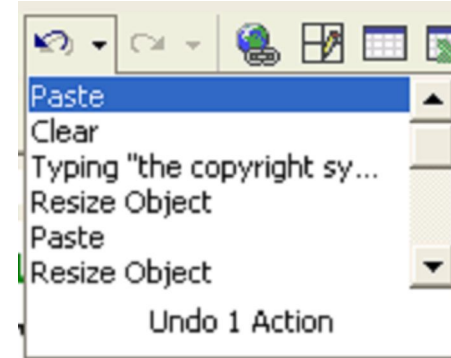 Paste
Clear
Typing "the copyright sy...
Resize Object
Paste
Resize Object
Undo 1 Action